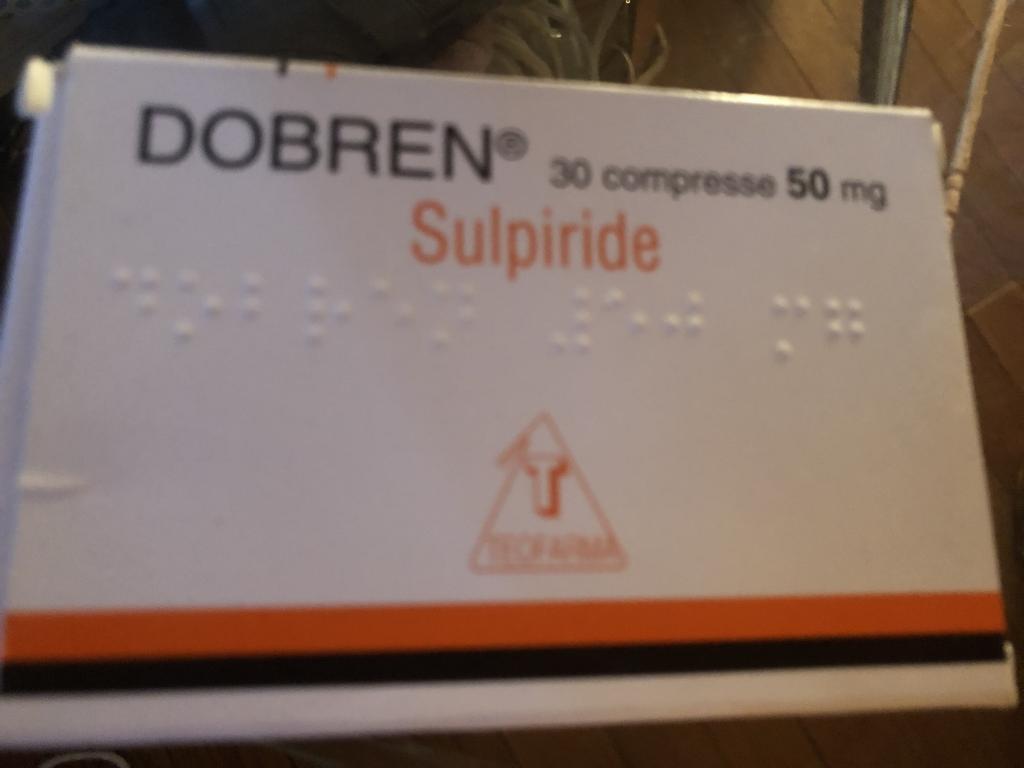 DOBREN® 30 compresse 50 mg
Sulpiride
TEOFARMA